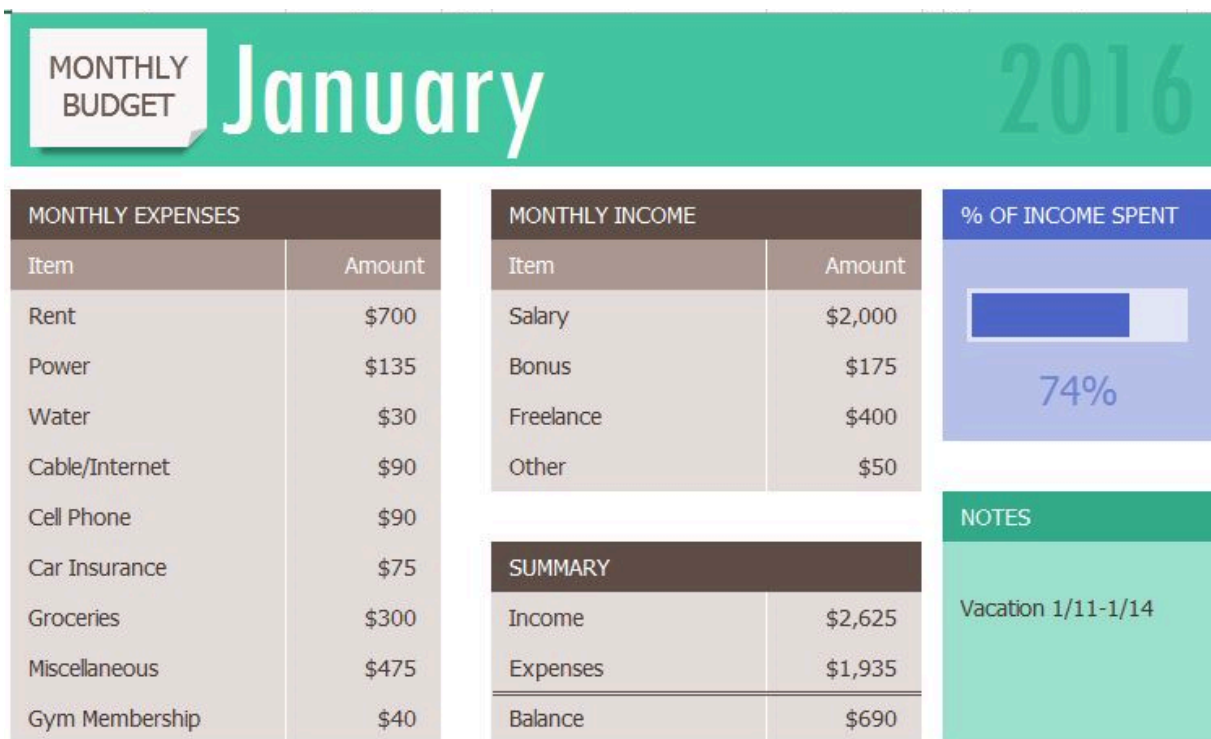 MONTHLY
BUDGET
January
2016
MONTHLY EXPENSES
Item Amount
Rent $700
Power $135
Water $30
Cable/Internet $90
Cell Phone $90
Car Insurance $75
Groceries $300
Miscellaneous $475
Gym Membership $40
MONTHLY INCOME
Item Amount
Salary $2,000
Bonus $175
Freelance $400
Other $50
SUMMARY
Income $2,625
Expenses $1,935
Balance $690
% OF INCOME SPENT
74%
NOTES
Vacation 1/11-1/14